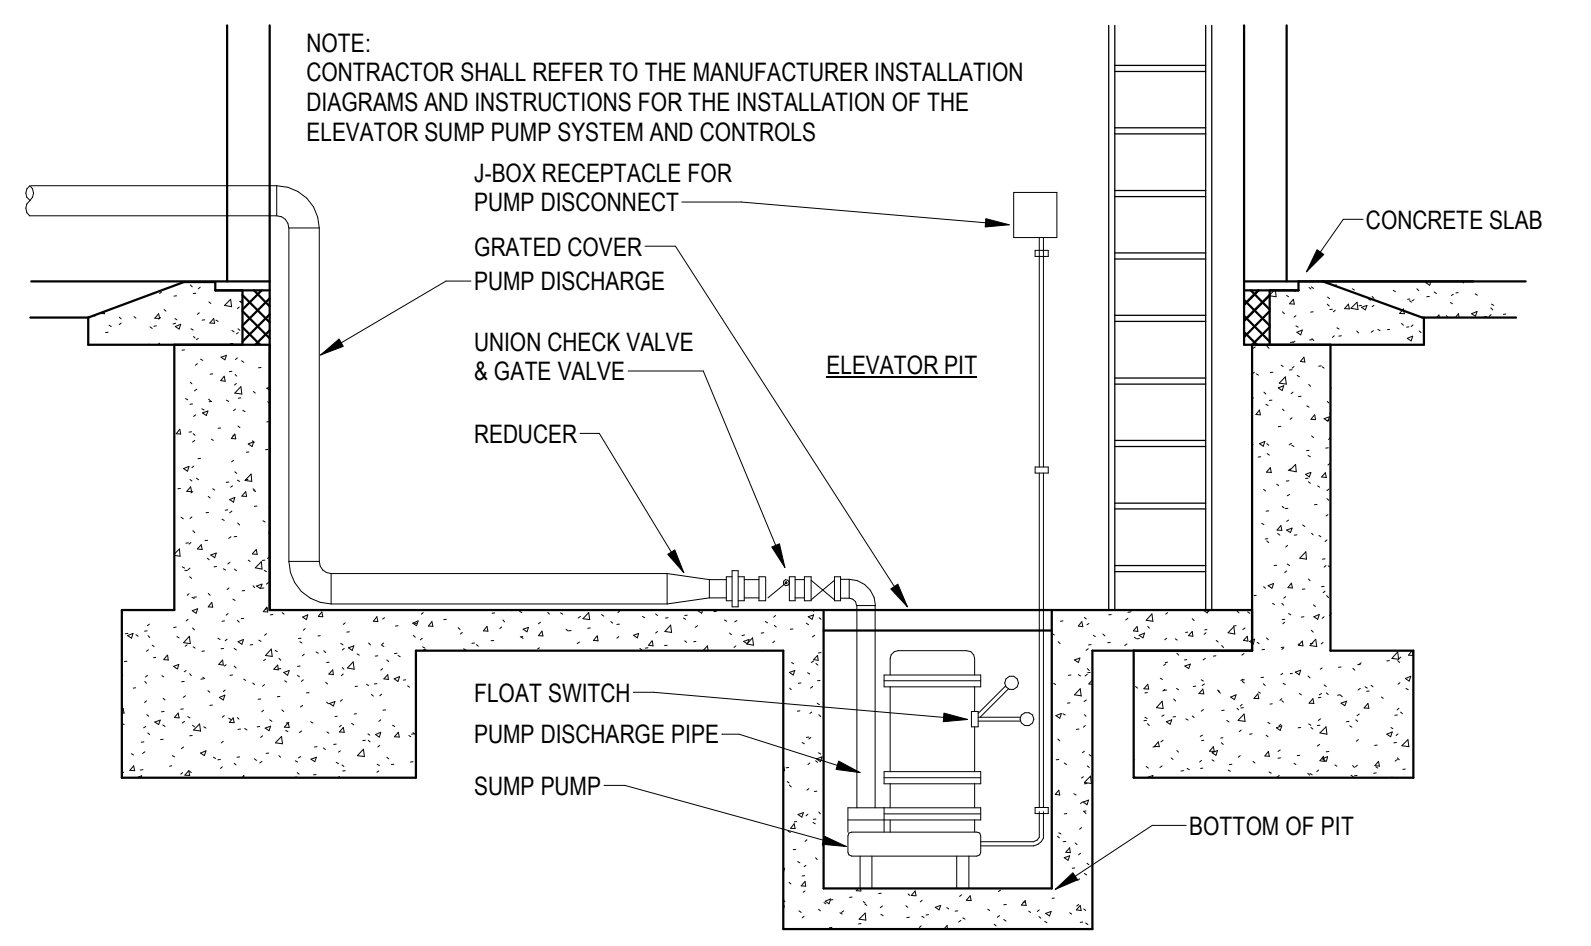 NOTE:
CONTRACTOR SHALL REFER TO THE MANUFACTURER INSTALLATION
DIAGRAMS AND INSTRUCTIONS FOR THE INSTALLATION OF THE
ELEVATOR SUMP PUMP SYSTEM AND CONTROLS
J-BOX RECEPTACLE FOR
PUMP DISCONNECT
GRATED COVER
PUMP DISCHARGE
UNION CHECK VALVE
& GATE VALVE
REDUCER
ELEVATOR PIT
CONCRETE SLAB
FLOAT SWITCH
PUMP DISCHARGE PIPE
SUMP PUMP
BOTTOM OF PIT